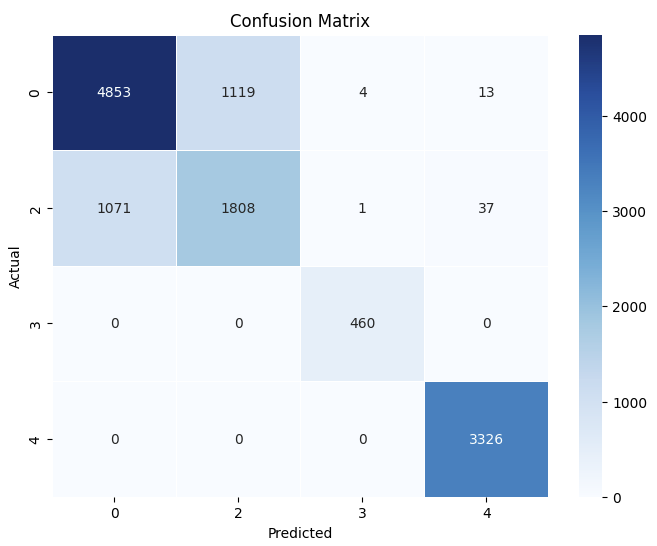 Confusion Matrix
0
4853 1119 4 13
2
1071 1808 1 37
3
0 0 460 0
4
0 0 0 3326
Actual
0 2 3 4
Predicted
4000
3000
2000
1000
0